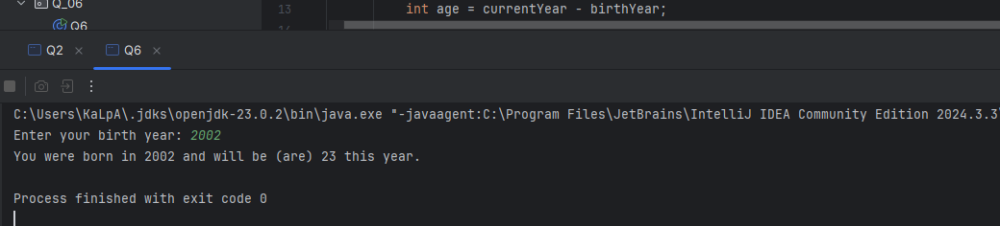 Q_06
Q6
13 int age = currentYear - birthYear;
Q2 × Q6 ×
C:\Users\KaLpA\.jdks\openjdk-23.0.2\bin\java.exe "-javaagent:C:\Program Files\JetBrains\IntelliJ IDEA Community Edition 2024.3.3\
Enter your birth year: 2002
You were born in 2002 and will be (are) 23 this year.
Process finished with exit code 0